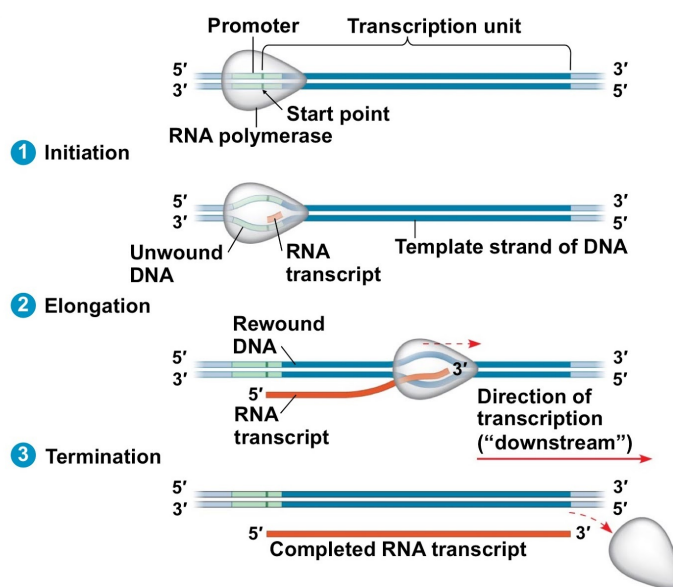 Promoter
Transcription unit
5′
3′
3′
5′
Start point
RNA polymerase
1 Initiation
5′
3′
3′
5′
Unwound
DNA
RNA
transcript
Template strand of DNA
2 Elongation
Rewound
DNA
5′
3′
3′
3′
5′
5′
RNA
transcript
Direction of
transcription
(“downstream”)
3 Termination
5′
3′
3′
5′
5′
3′
Completed RNA transcript